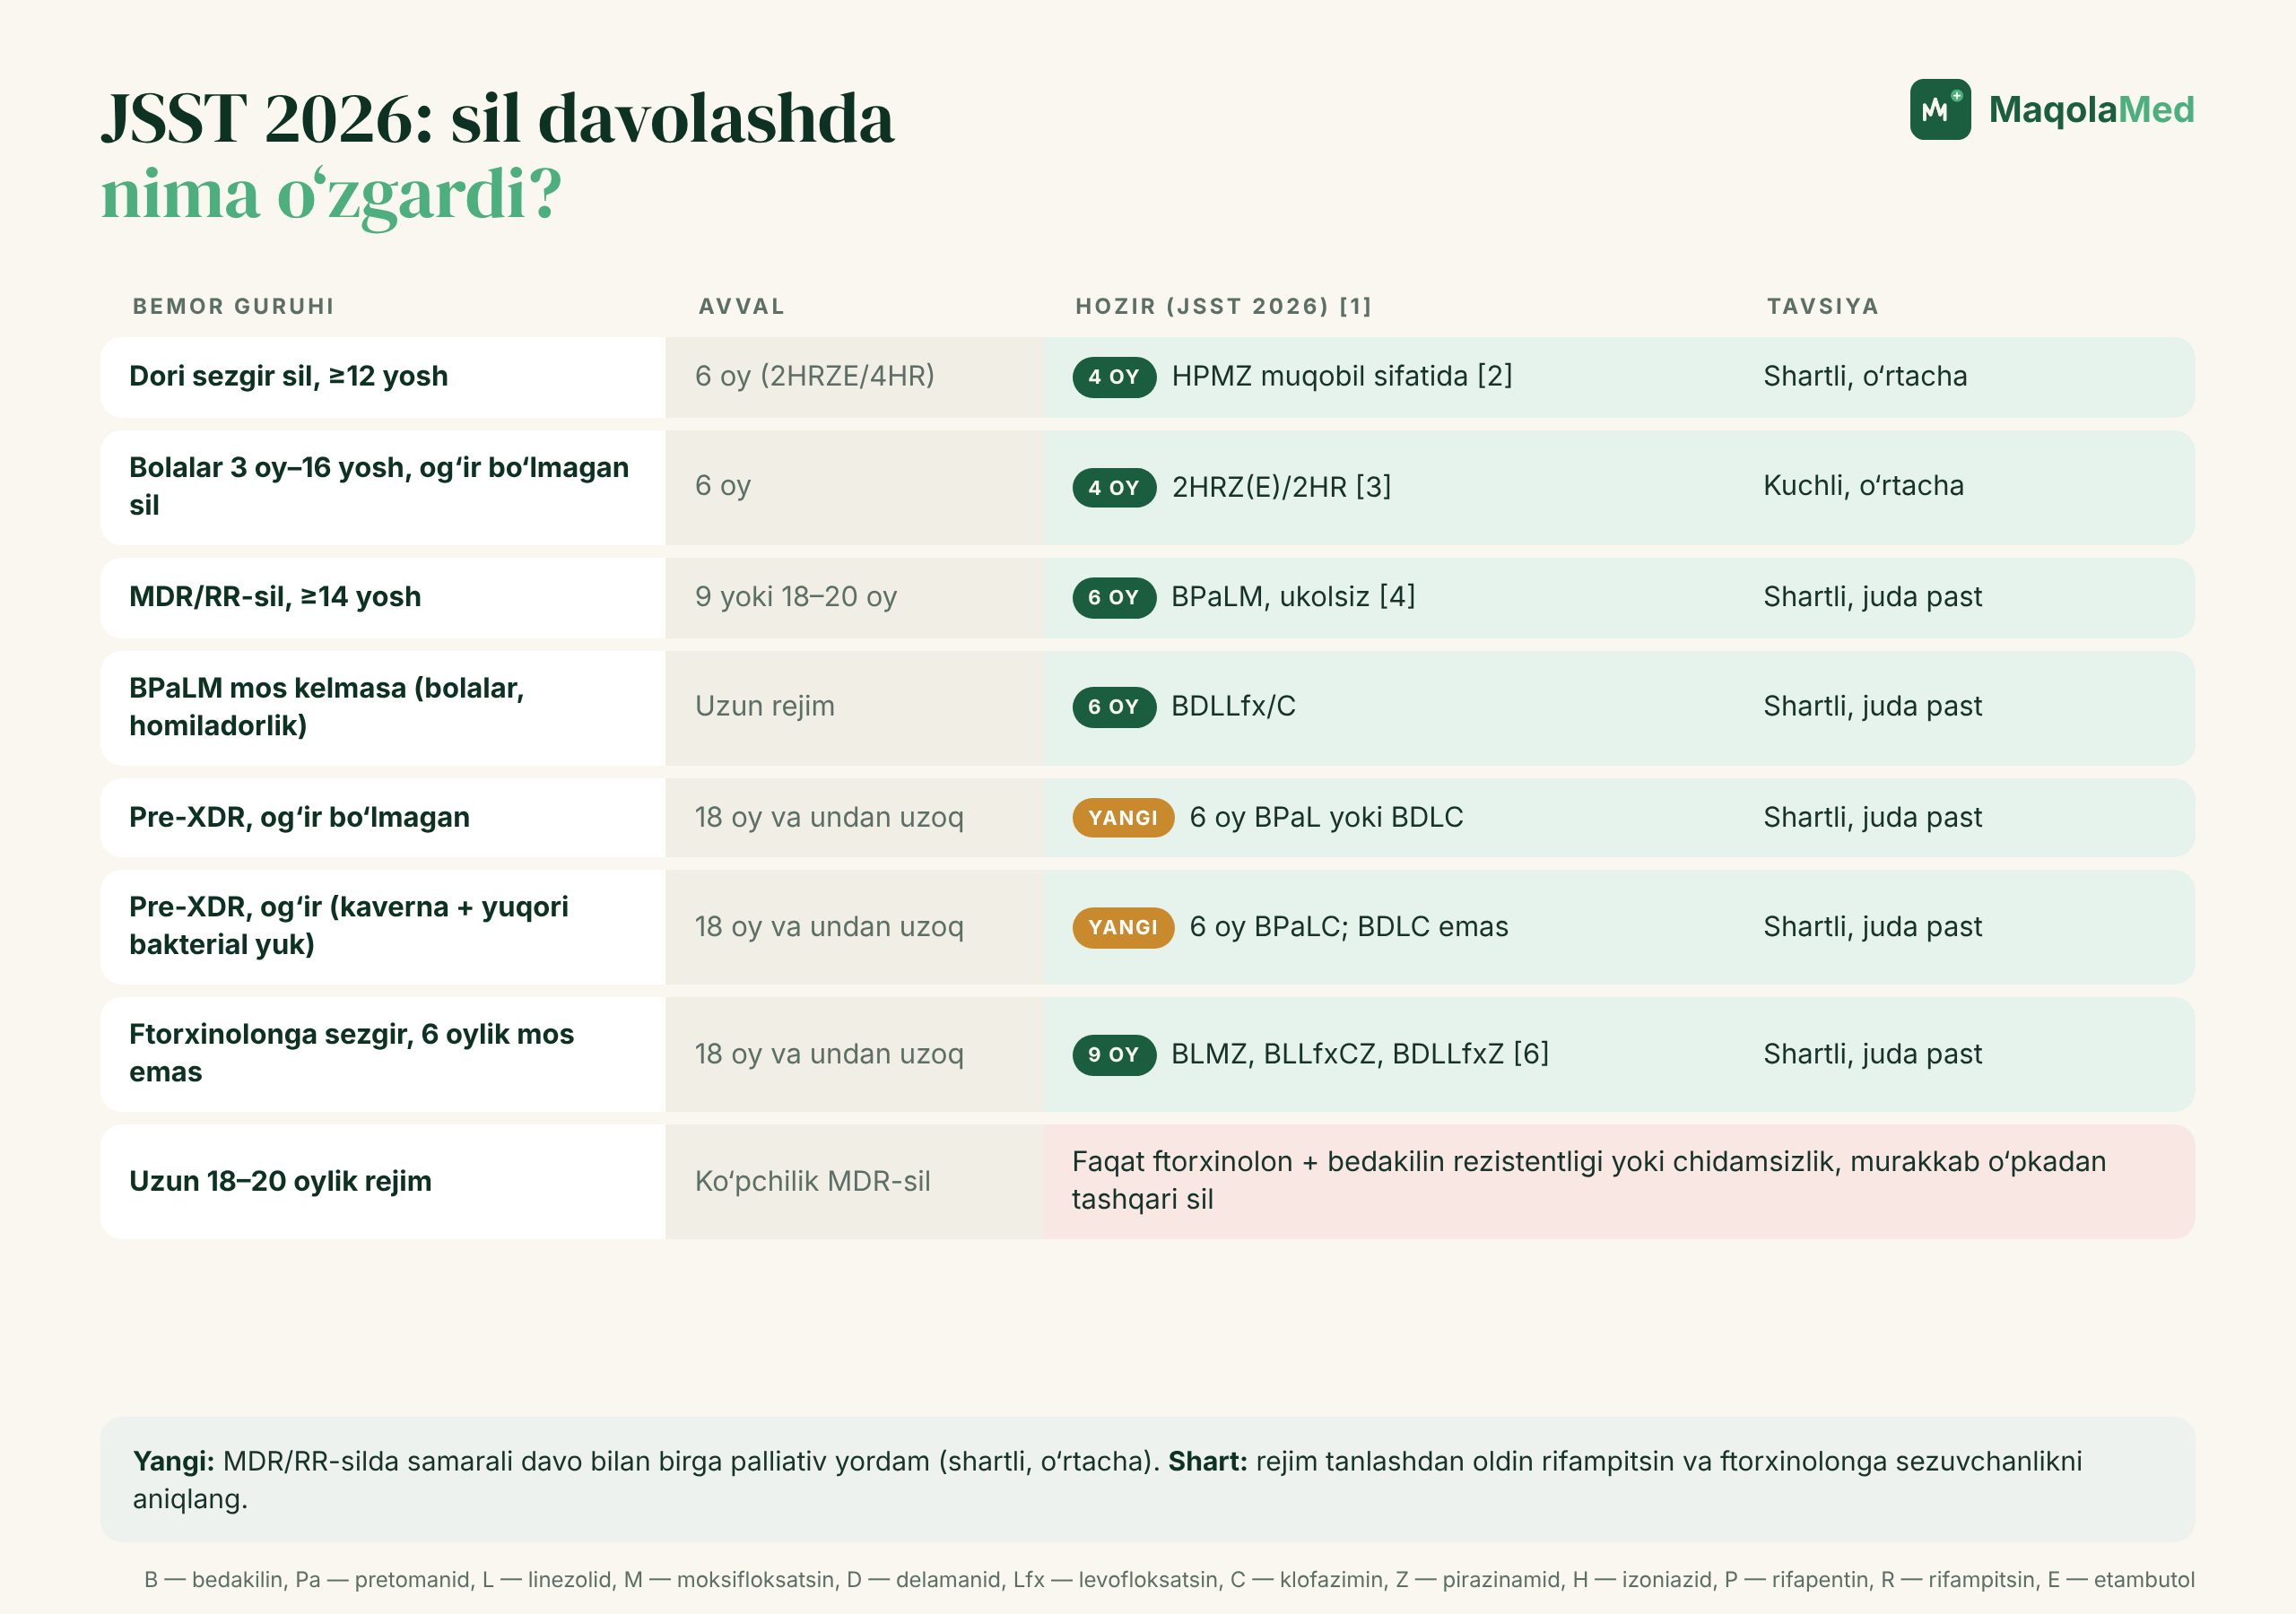 JSST 2026: sil davolashda
nima oʻzgardi?
MaqolaMed
BEMOR GURUHI AVVAL HOZIR (JSST 2026) [1] TAVSIYA
Dori sezgir sil, ≥12 yosh 6 oy (2HRZE/4HR) 4 OY HPMZ muqobil sifatida [2] Shartli, oʻrtacha
Bolalar 3 oy–16 yosh, ogʻir boʻlmagan
sil
6 oy 4 OY 2HRZ(E)/2HR [3] Kuchli, oʻrtacha
MDR/RR-sil, ≥14 yosh 9 yoki 18–20 oy 6 OY BPaLM, ukolsiz [4] Shartli, juda past
BPaLM mos kelmasa (bolalar,
homiladorlik)
Uzun rejim 6 OY BDLLfx/C Shartli, juda past
Pre-XDR, ogʻir boʻlmagan 18 oy va undan uzoq YANGI 6 oy BPaL yoki BDLC Shartli, juda past
Pre-XDR, ogʻir (kaverna + yuqori
bakterial yuk)
18 oy va undan uzoq YANGI 6 oy BPaLC; BDLC emas Shartli, juda past
Ftorxinolonga sezgir, 6 oylik mos
emas
18 oy va undan uzoq 9 OY BLMZ, BLLfxCZ, BDLLfxZ [6] Shartli, juda past
Uzun 18–20 oylik rejim Koʻpchilik MDR-sil
Faqat ftorxinolon + bedakilin rezistentligi yoki chidamsizlik, murakkab oʻpkadan
tashqari sil
Yangi: MDR/RR-silda samarali davo bilan birga palliativ yordam (shartli, oʻrtacha). Shart: rejim tanlashdan oldin rifampitsin va ftorxinolonga sezuvchanlikni
aniqlang.
B — bedakilin, Pa — pretomanid, L — linezolid, M — moksifloksatsin, D — delamanid, Lfx — levofloksatsin, C — klofazimin, Z — pirazinamid, H — izoniazid, P — rifapentin, R — rifampitsin, E — etambutol